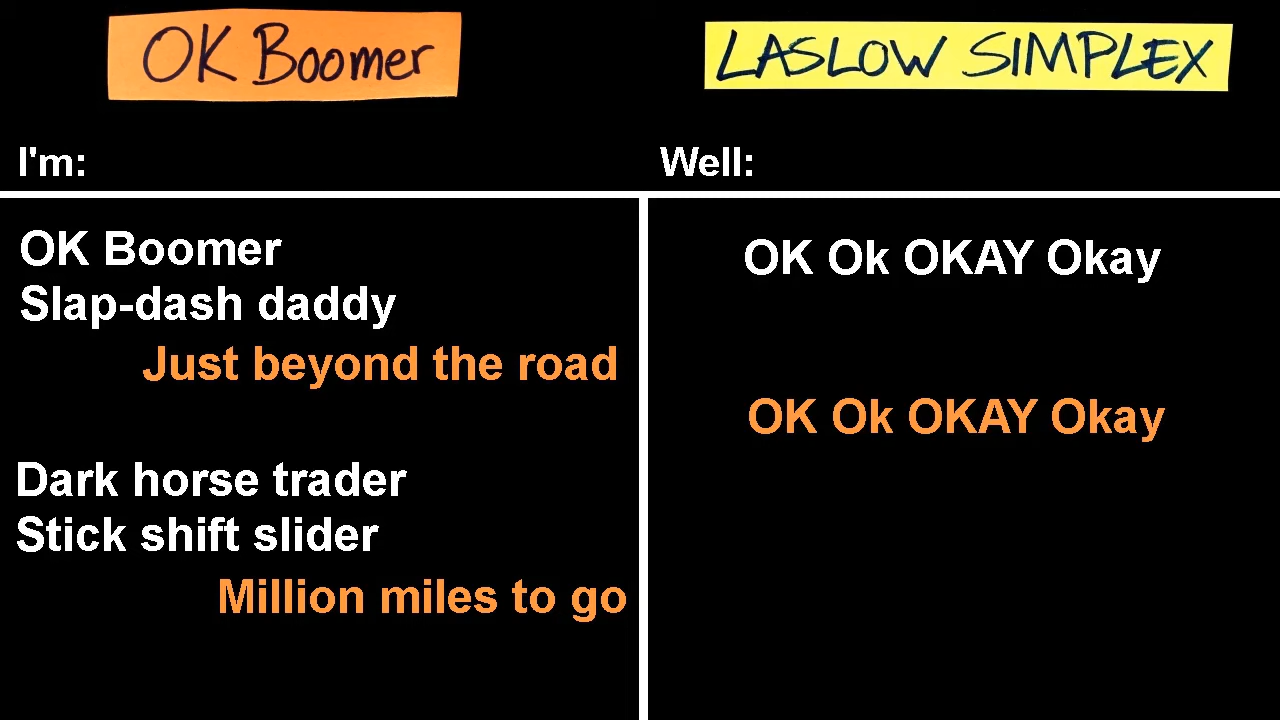 OK Boomer
LASLOW SIMPLEX
I'm:
Well:
OK Boomer
Slap-dash daddy
Just beyond the road
Dark horse trader
Stick shift slider
Million miles to go
OK Ok OKAY Okay
OK Ok OKAY Okay